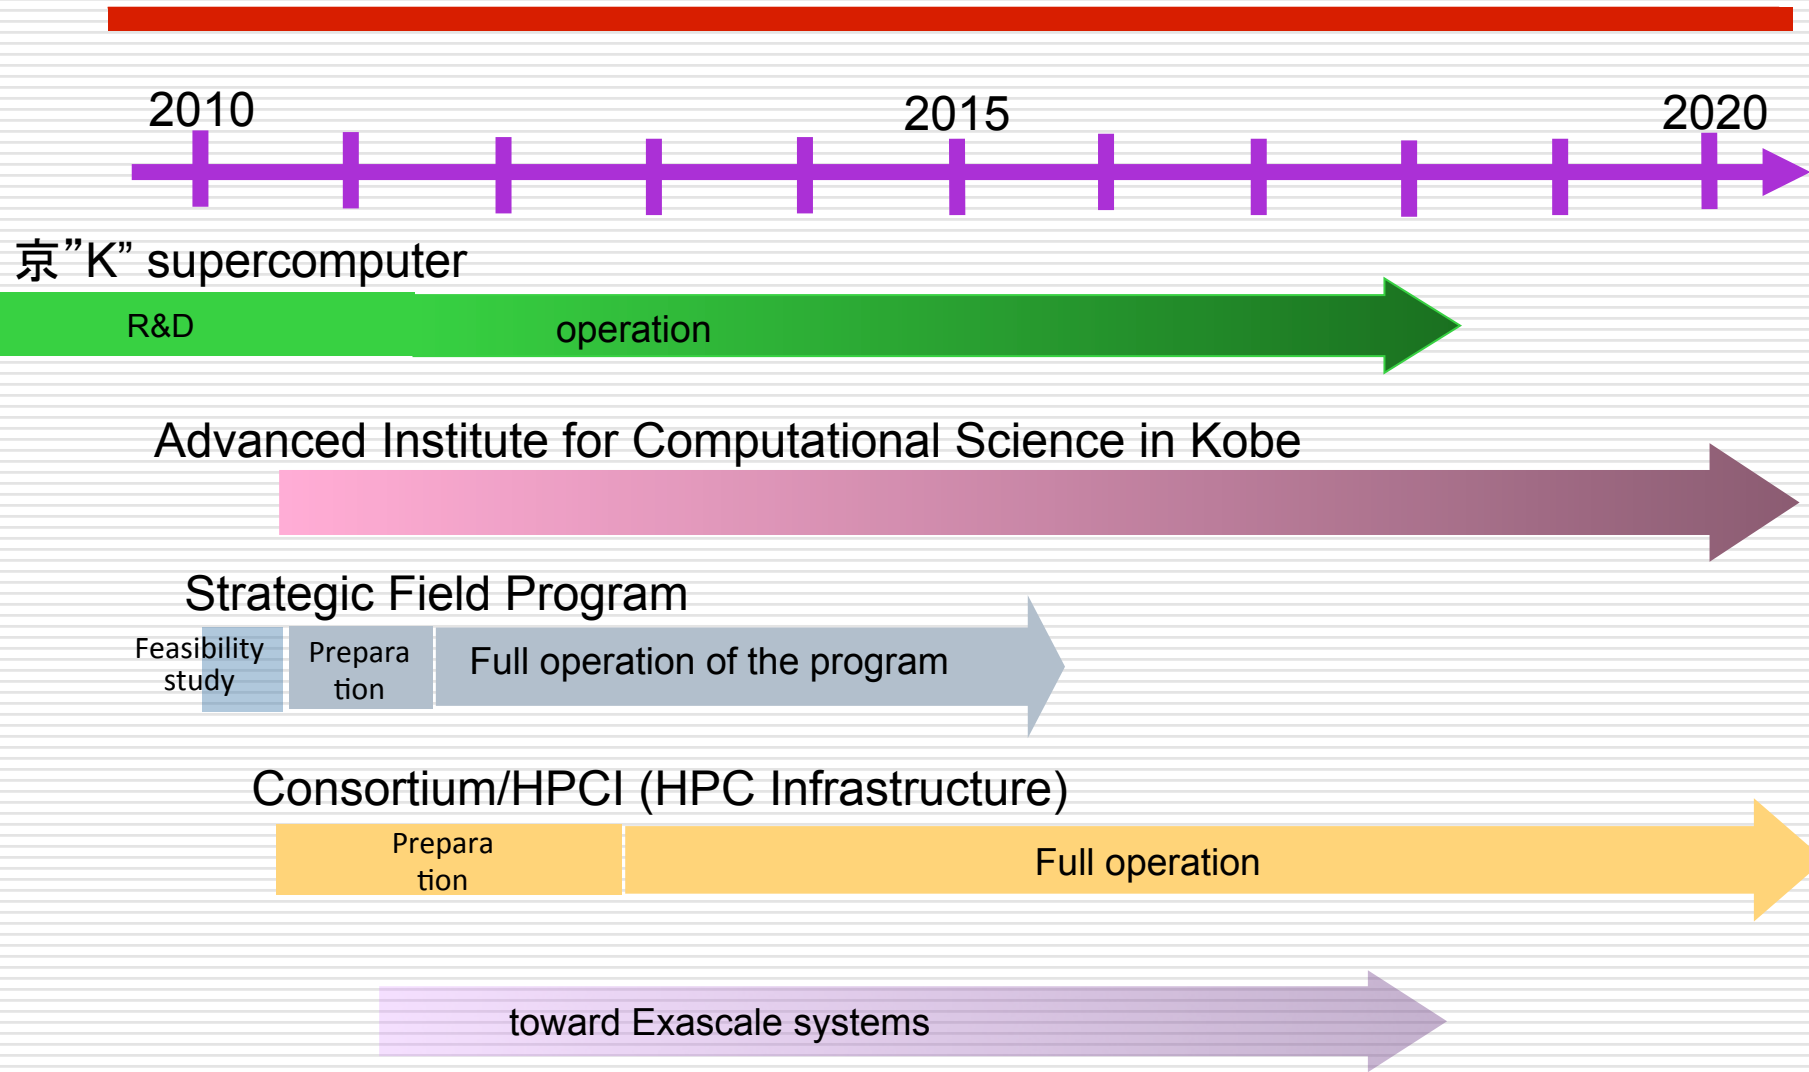 2010
2015
2020
京”K” supercomputer
R&D
operation
Advanced Institute for Computational Science in Kobe
Strategic Field Program
Feasibility
study
Prepara
tion
Full operation of the program
Consortium/HPCI (HPC Infrastructure)
Prepara
tion
Full operation
toward Exascale systems